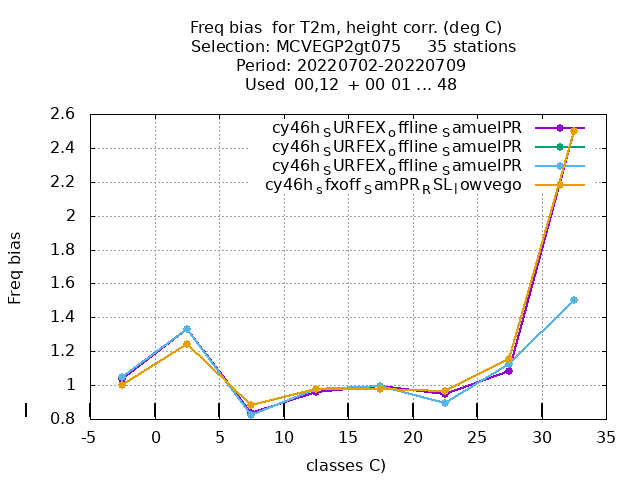 Freq bias  for T2m, height corr. (deg C)
Selection: MCVEGP2gt075     35 stations
Period: 20220702-20220709
Used  00,12  + 00 01 ... 48
cy46h_SURFEX_offline_SamuelPR
cy46h_SURFEX_offline_SamuelPR
cy46h_SURFEX_offline_SamuelPR
cy46h_sfxoff_SamPR_RSL_lowvego
2.6
2.4
2.2
2
1.8
1.6
1.4
1.2
1
0.8
Freq bias
-5 0 5 10 15 20 25 30 35
classes C)